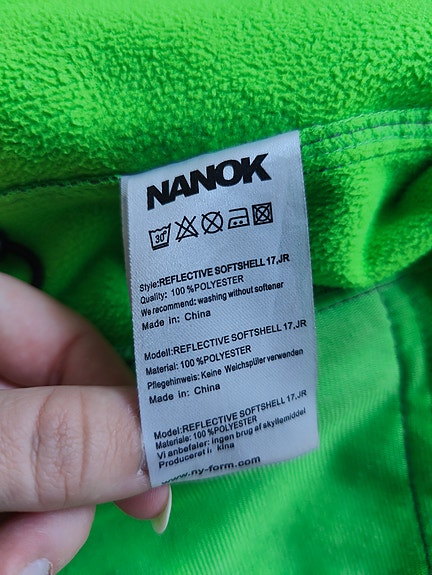 NANOK
30°
Style:REFLECTIVE SOFTSHELL 17,JR
Quality: 100 %POLYESTER
We recommend: washing without softener
Made in: China
Modell:REFLECTIVE SOFTSHELL 17,JR
Material: 100 %POLYESTER
Pflegehinweis: Keine Weichspüler verwenden
Made in: China
Model:REFLECTIVE SOFTSHELL 17,JR
Materiale: 100 %POLYESTER
Vi anbefaler: ingen brug af skyllemiddel
Produceret i: kina
www.ny-form.com